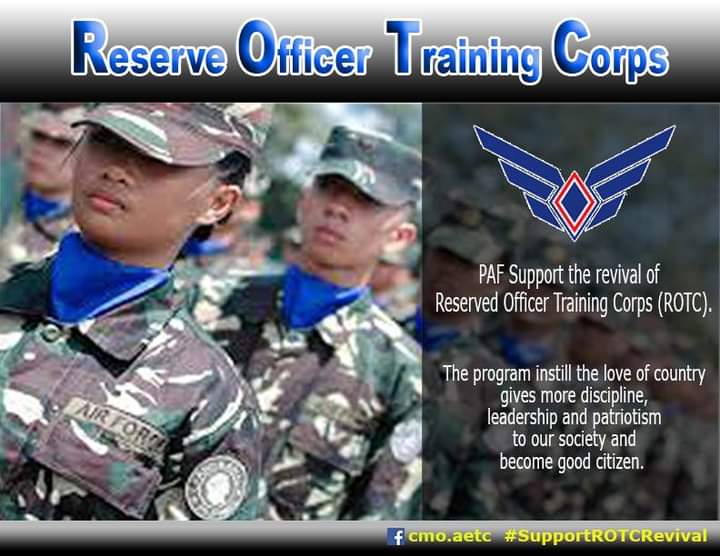 Reserve Officer Training Corps
PAF Support the revival of
Reserved Officer Training Corps (ROTC).
The program instill the love of country
gives more discipline,
leadership and patriotism
to our society and
become good citizen.
AIR FORCE
f cmo.aetc #SupportROTCRevival